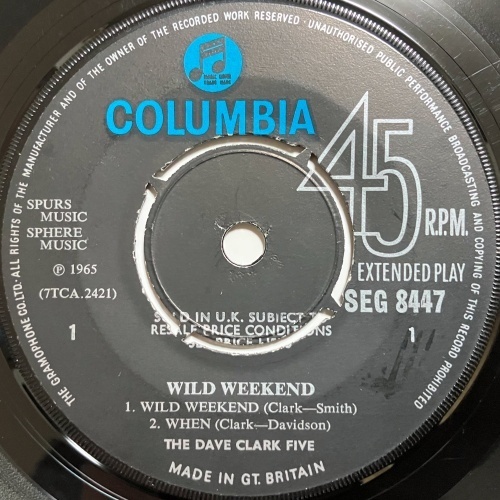 ALL RIGHTS OF THE MANUFACTURER AND OF THE OWNER OF THE RECORDED WORK RESERVED · UNAUTHORISED PUBLIC PERFORMANCE BROADCASTING AND COPYING OF THIS RECORD PROHIBITED
THE GRAMOPHONE CO. LTD.
COLUMBIA
45
R.P.M.
SPURS
MUSIC
SPHERE
MUSIC
EXTENDED PLAY
℗ 1965
(7TCA.2421)
SEG 8447
IN U.K. SUBJECT
RESALE PRICE CONDITIONS
1
1
WILD WEEKEND
1. WILD WEEKEND (Clark—Smith)
2. WHEN (Clark—Davidson)
THE DAVE CLARK FIVE
MADE IN GT. BRITAIN